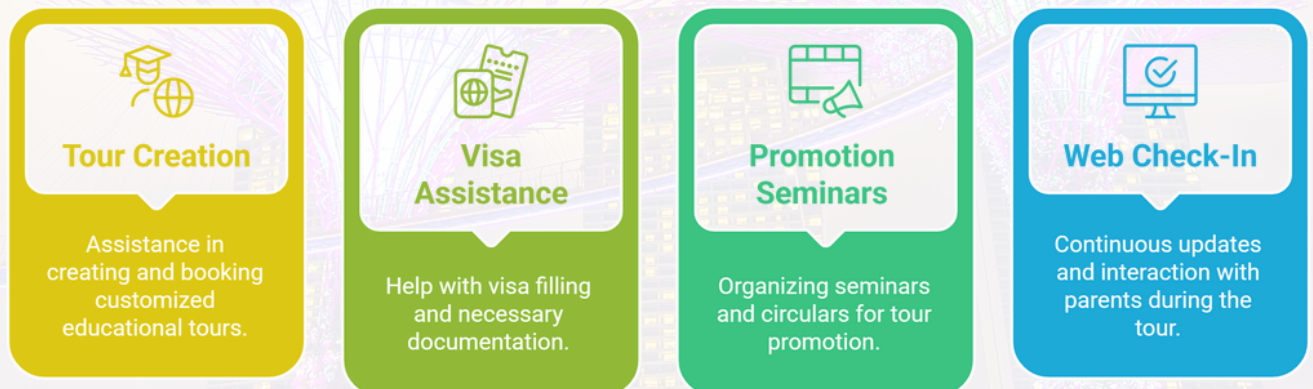 Tour Creation
Assistance in
creating and booking
customized
educational tours.
Visa
Assistance
Help with visa filling
and necessary
documentation.
Promotion
Seminars
Organizing seminars
and circulars for tour
promotion.
Web Check-In
Continuous updates
and interaction with
parents during the
tour.